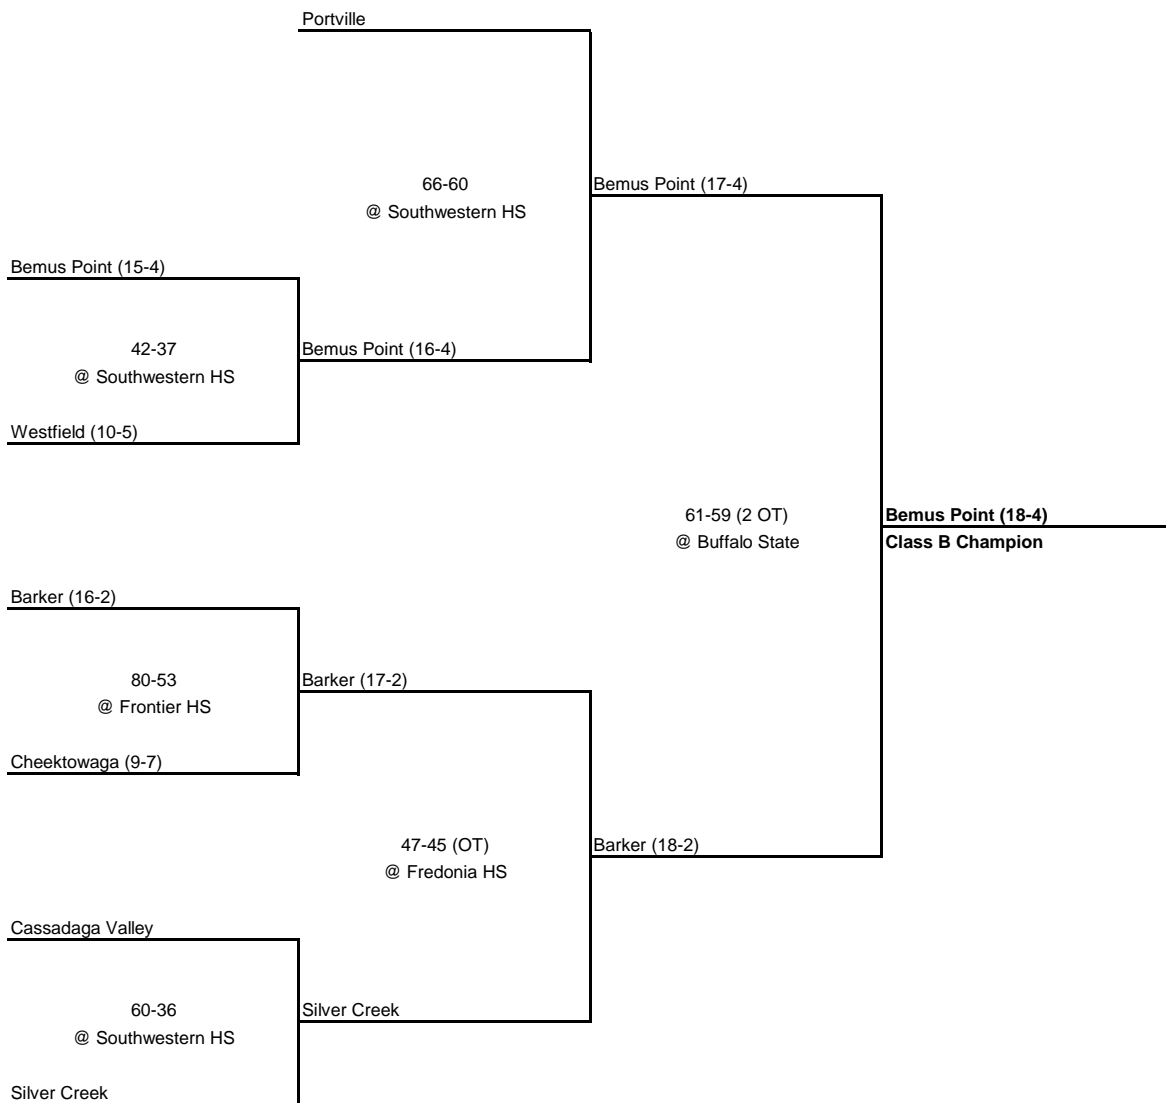 Portville
66-60
@ Southwestern HS
Bemus Point (17-4)
Bemus Point (15-4)
42-37
@ Southwestern HS
Bemus Point (16-4)
Westfield (10-5)
61-59 (2 OT)
@ Buffalo State
Bemus Point (18-4)
Class B Champion
Barker (16-2)
80-53
@ Frontier HS
Barker (17-2)
Cheektowaga (9-7)
47-45 (OT)
@ Fredonia HS
Barker (18-2)
Cassadaga Valley
60-36
@ Southwestern HS
Silver Creek
Silver Creek